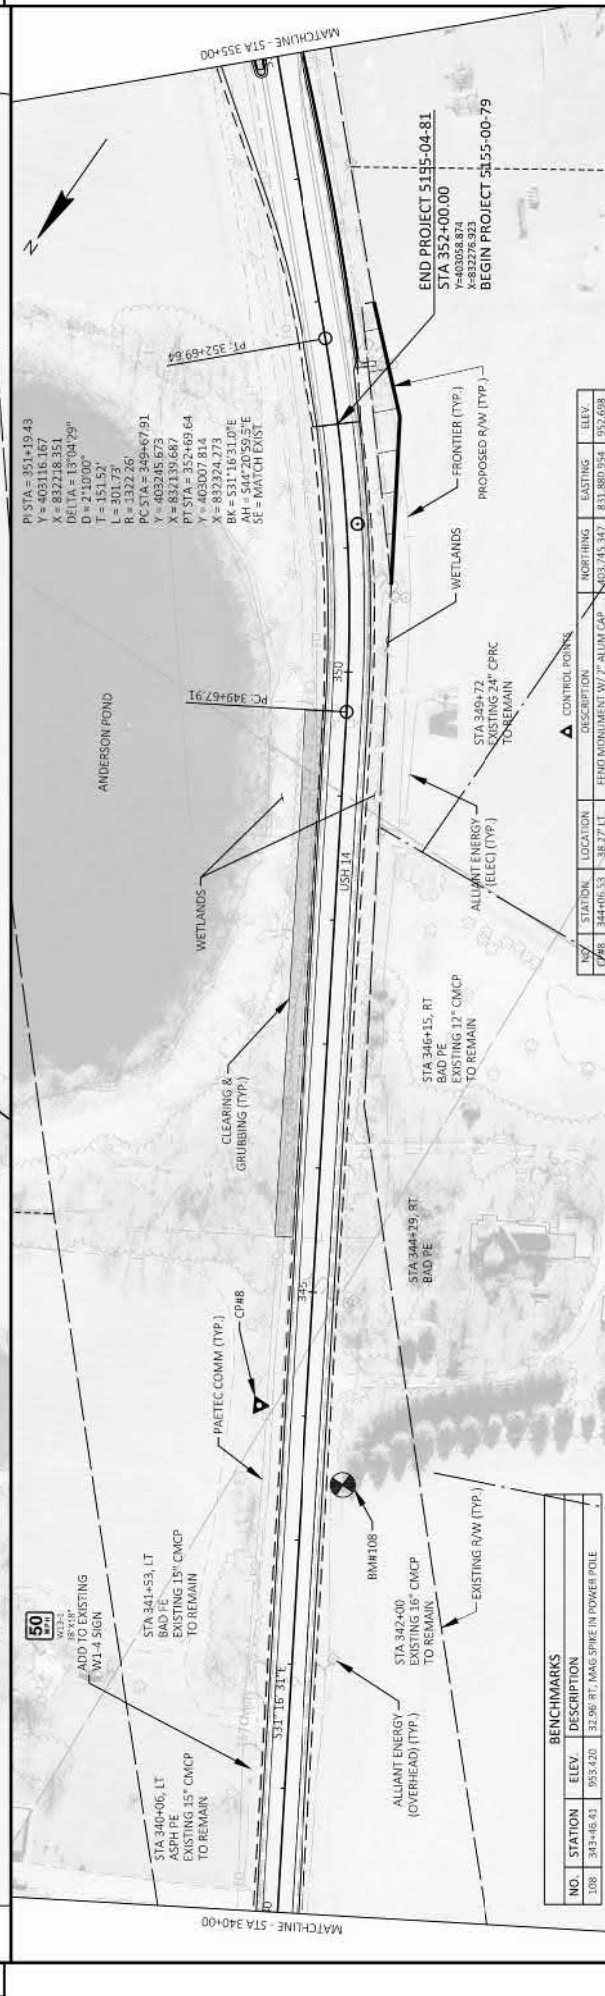 MATCHLINE - STA 355+00
N
PI STA = 351+19.43
Y = 403116.167
X = 832218.351
DELTA = 13°04'29"
D = 2°10'00"
T = 151.52'
L = 301.73'
R = 1322.26'
PC STA = 349+67.91
Y = 403245.673
X = 832139.687
PT STA = 352+69.64
Y = 403007.814
X = 832324.273
BK = S31°16'31.0"E
AH = S44°20'59.5"E
SE = MATCH EXIST
PT: 352+69.64
END PROJECT 5155-04-81
STA 352+00.00
Y=403058.874
X=832276.923
BEGIN PROJECT 5155-00-79
ANDERSON POND
PC: 349+67.91
350
FRONTIER (TYP.)
PROPOSED R/W (TYP.)
WETLANDS
WETLANDS
USH 14
STA 349+72
EXISTING 24" CPRC
TO REMAIN
ALLIANT ENERGY
(ELEC) (TYP.)
CLEARING &
GRUBBING (TYP.)
STA 346+15, RT
BAD PE
EXISTING 12" CMCP
TO REMAIN
STA 344+29, RT
BAD PE
345
CP#8
PAETEC COMM (TYP.)
BM#108
50
MPH
W13-1
18"X18"
ADD TO EXISTING
W1-4 SIGN
STA 341+53, LT
BAD FE
EXISTING 15" CMCP
TO REMAIN
S31°16'31"E
STA 342+00
EXISTING 16" CMCP
TO REMAIN
EXISTING R/W (TYP.)
ALLIANT ENERGY
(OVERHEAD) (TYP.)
STA 340+06, LT
ASPH PE
EXISTING 15" CMCP
TO REMAIN
MATCHLINE - STA 340+00
CONTROL POINTS
NO. STATION LOCATION DESCRIPTION NORTHING EASTING ELEV.
CP#8 344+06.53 38.27' LT FENO MONUMENT W/ 2" ALUM CAP 403,745.347 831,880.954 952.698
BENCHMARKS
NO. STATION ELEV. DESCRIPTION
108 343+46.41 953.420 32.96' RT, MAG SPIKE IN POWER POLE